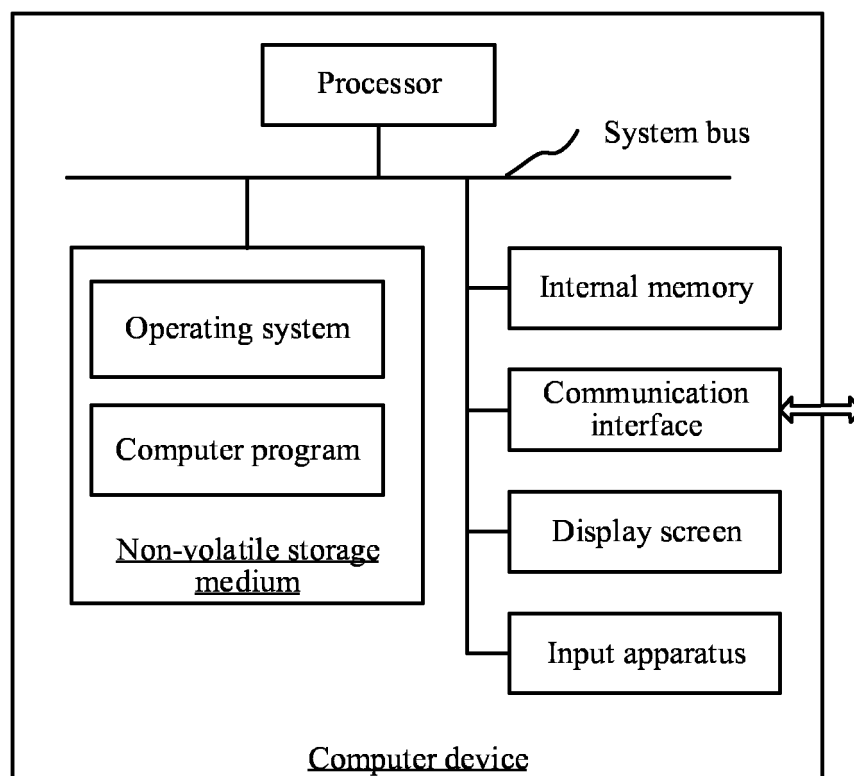 Processor
System bus
Operating system
Computer program
Non-volatile storage
medium
Internal memory
Communication
interface
Display screen
Input apparatus
Computer device